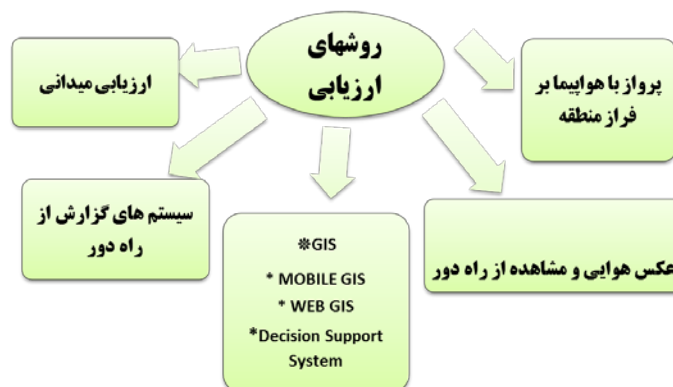 روشهای
ارزیابی
پرواز با هواپیما بر
فراز منطقه
ارزیابی میدانی
سیستم های گزارش از
راه دور
※GIS
* MOBILE GIS
* WEB GIS
*Decision Support
System
عکس هوایی و مشاهده از راه دور